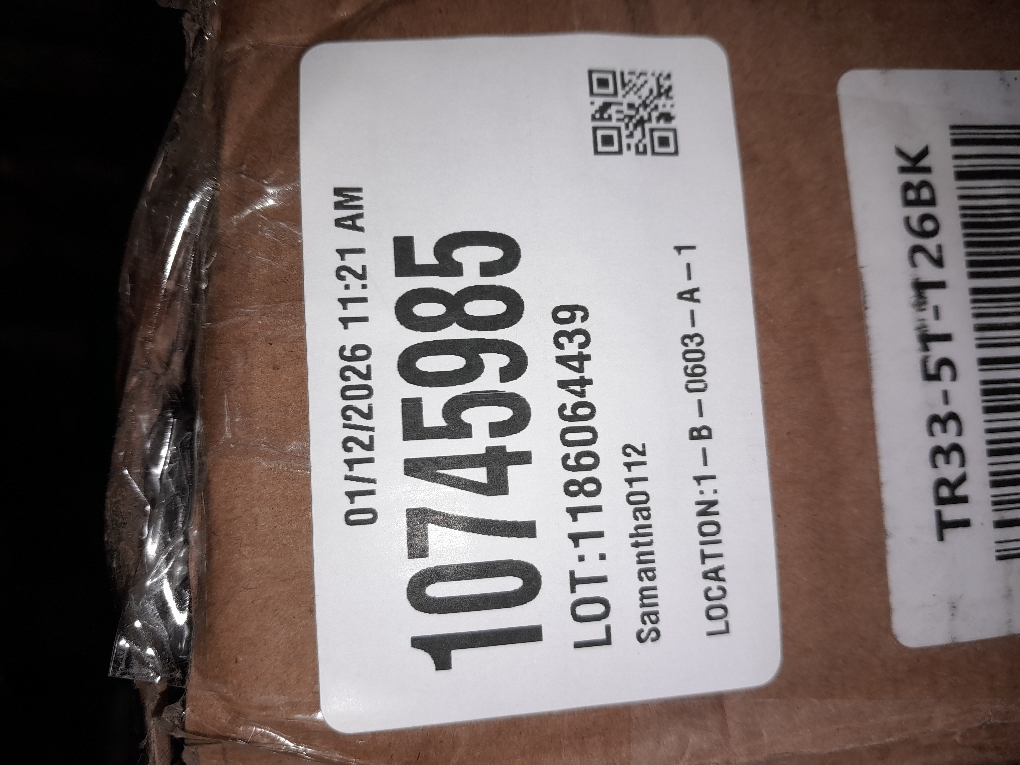 01/12/2026 11:21 AM
10745985
LOT:1186064439
Samantha0112
LOCATION:1-B-0603-A-1
TR33-5T-126BK